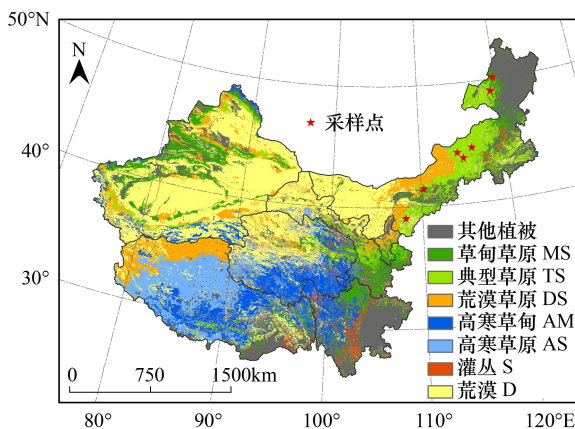 50°N
N
采样点
40°
其他植被
草甸草原 MS
典型草原 TS
荒漠草原 DS
30°
高寒草甸 AM
高寒草原 AS
灌丛 S
荒漠 D
0 750 1500km
80° 90° 100° 110° 120°E